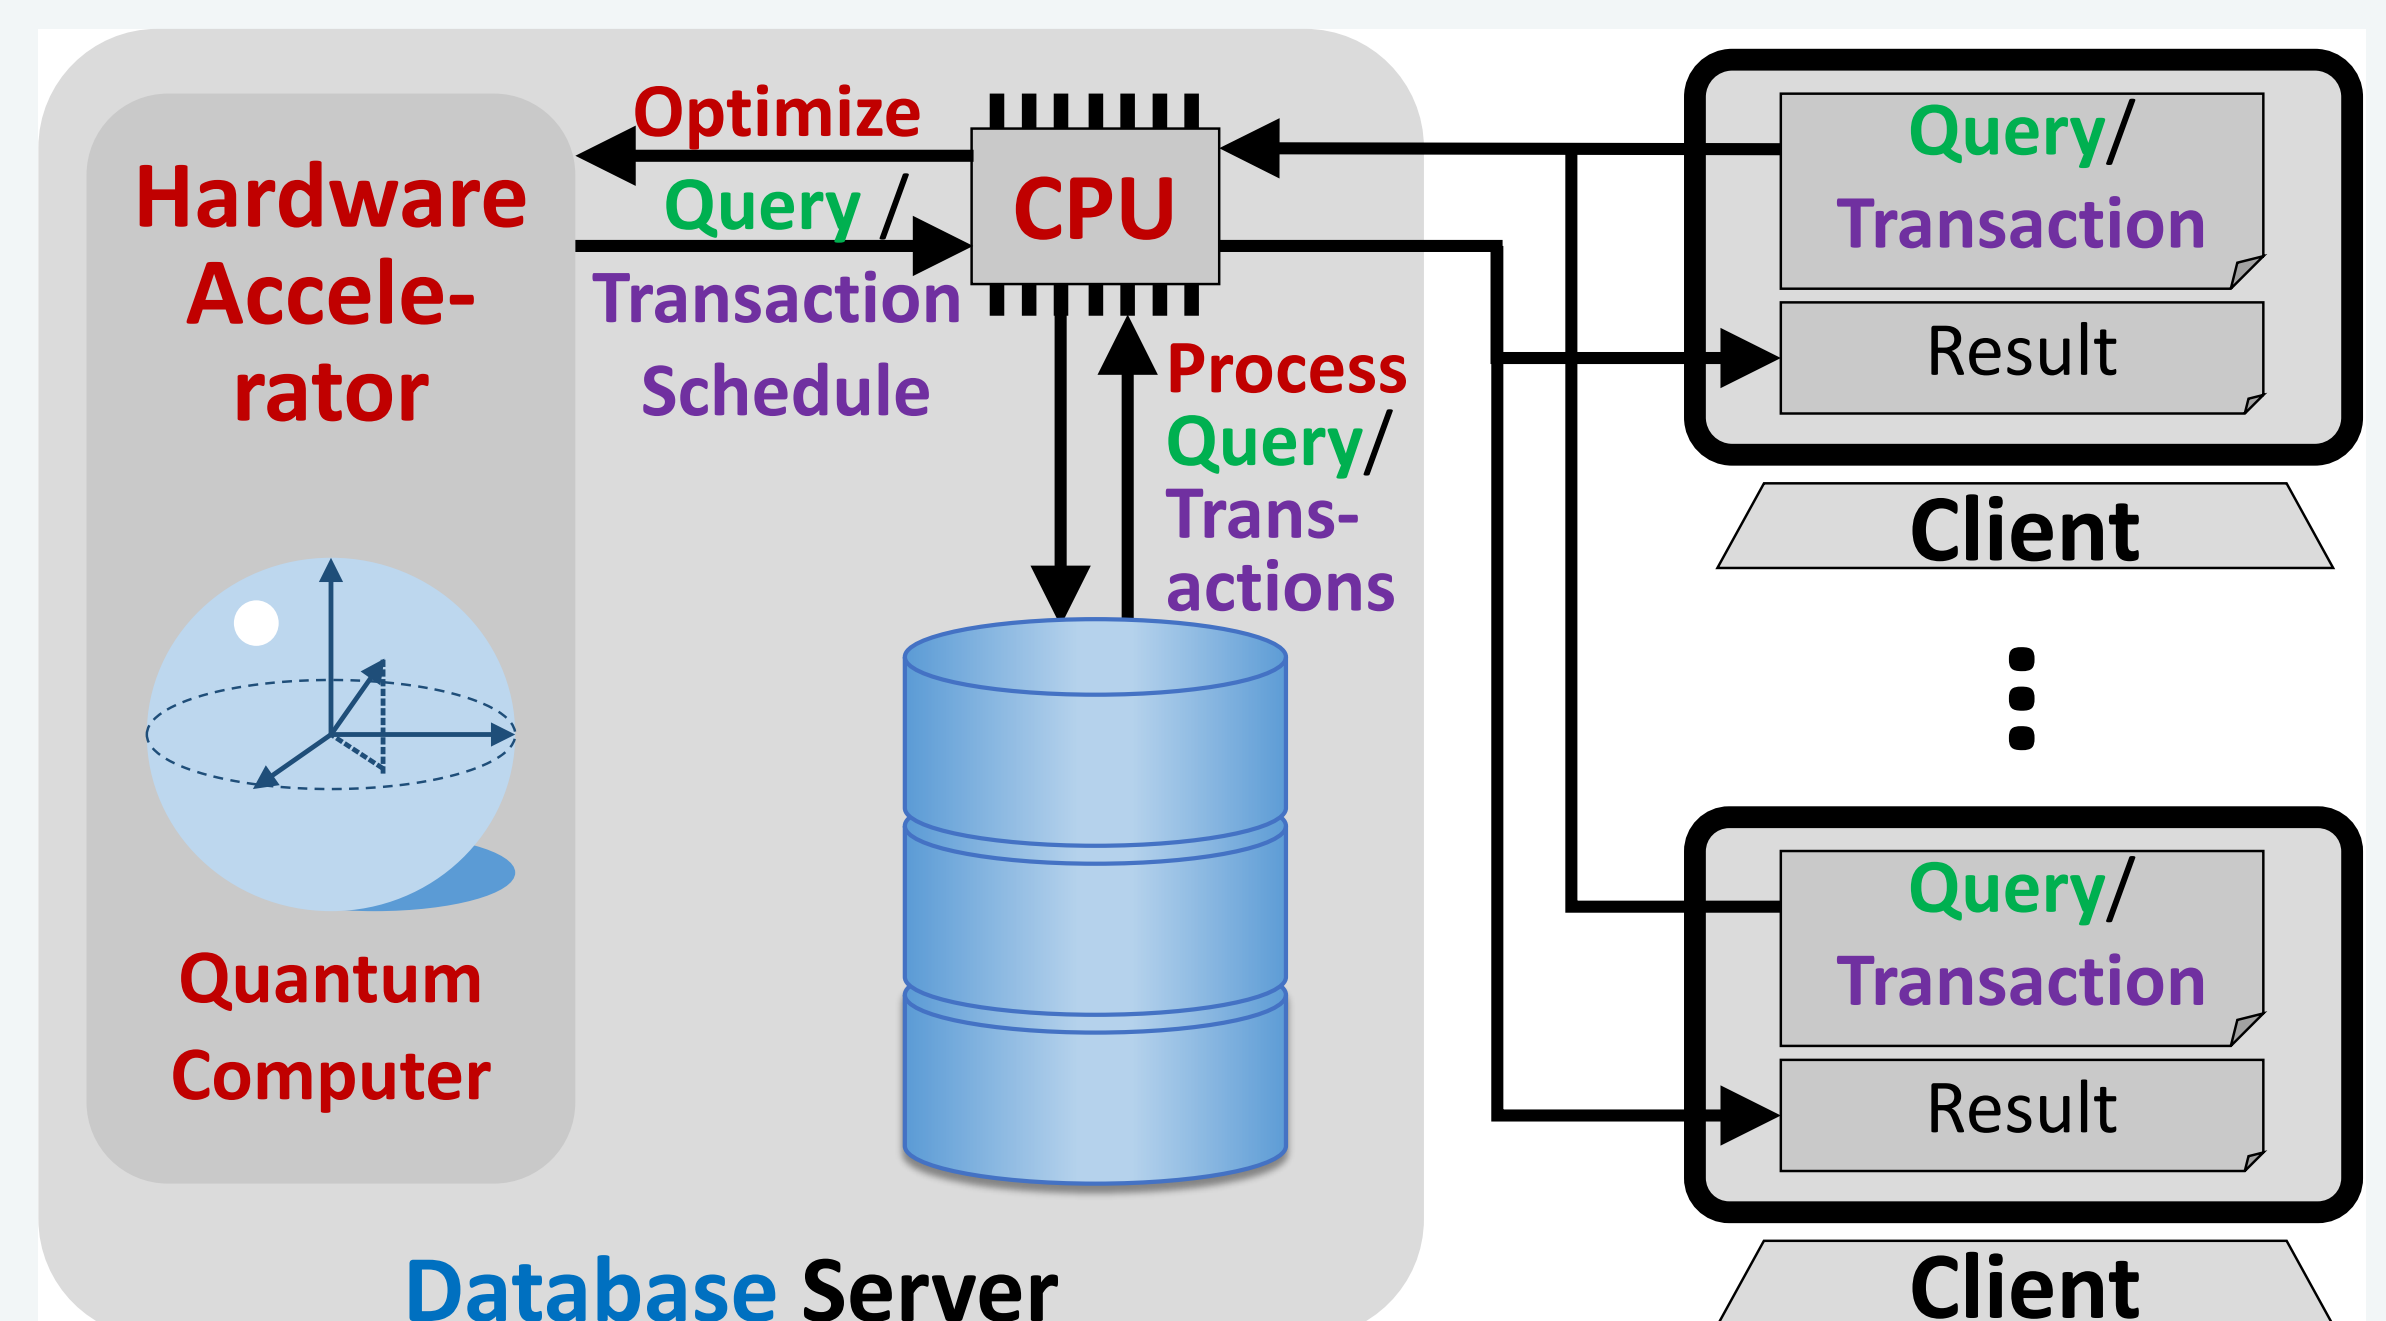 Hardware
Accele-
rator
Quantum
Computer
Optimize
Query /
Transaction
Schedule
CPU
Process
Query/
Trans-
actions
Database Server
Query/
Transaction
Result
Client
Query/
Transaction
Result
Client